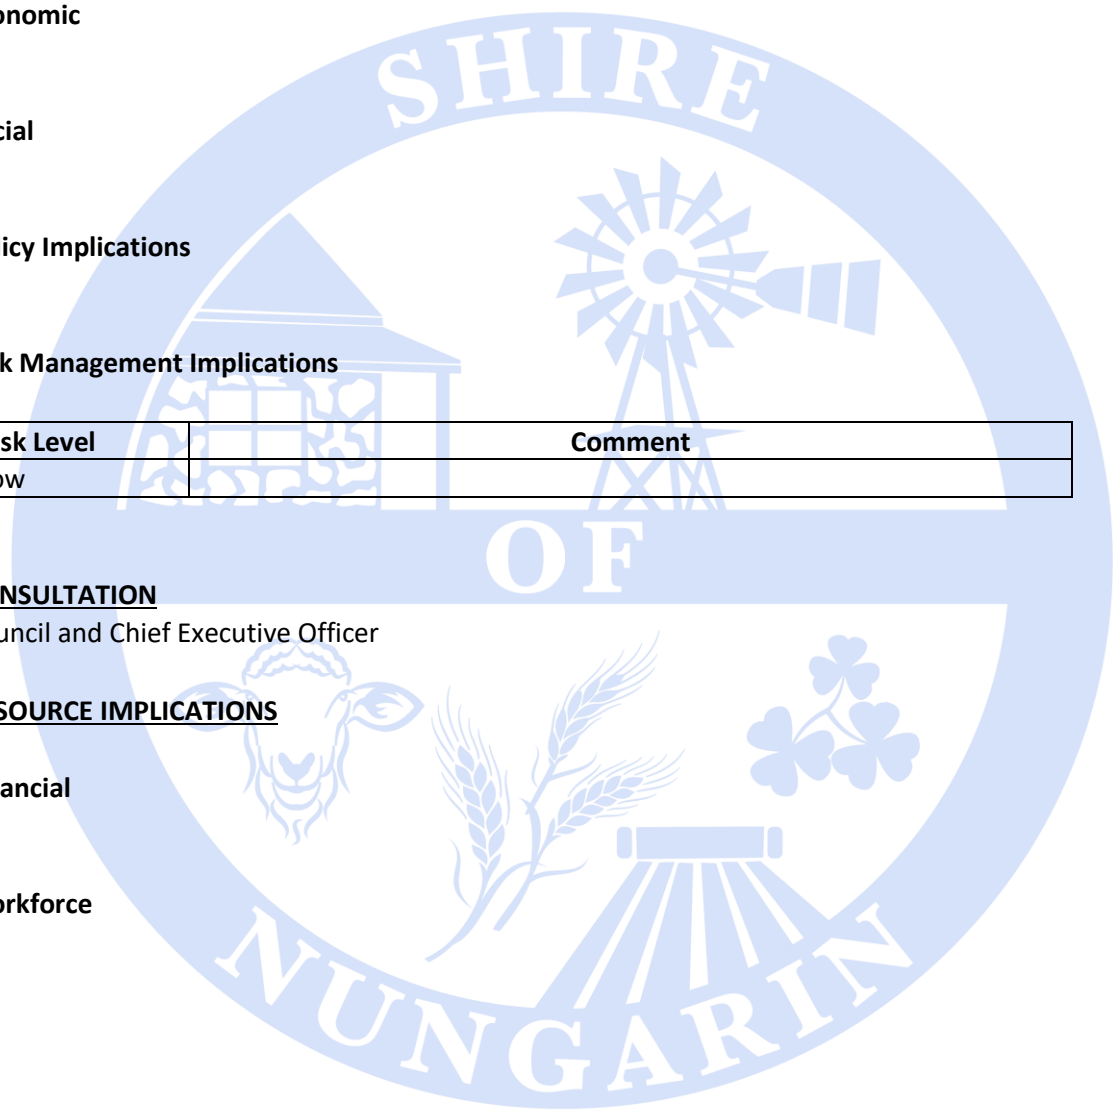 onomic
cial
licy Implications
k Management Implications
sk Level Comment
ow
NSULTATION
uncil and Chief Executive Officer
SOURCE IMPLICATIONS
ancial
orkforce
SHIRE
OF
NUNGARIN